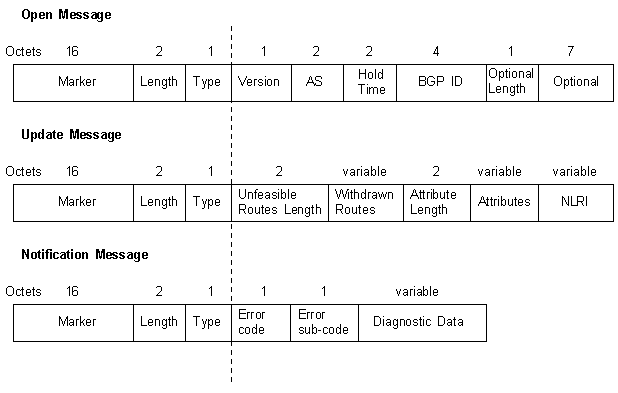 Open Message
Octets 16 2 1 1 2 2 4 1 7
Marker Length Type Version AS Hold Time BGP ID Optional Length Optional
Update Message
Octets 16 2 1 2 variable 2 variable variable
Marker Length Type Unfeasible Routes Length Withdrawn Routes Attribute Length Attributes NLRI
Notification Message
Octets 16 2 1 1 1 variable
Marker Length Type Error code Error sub-code Diagnostic Data